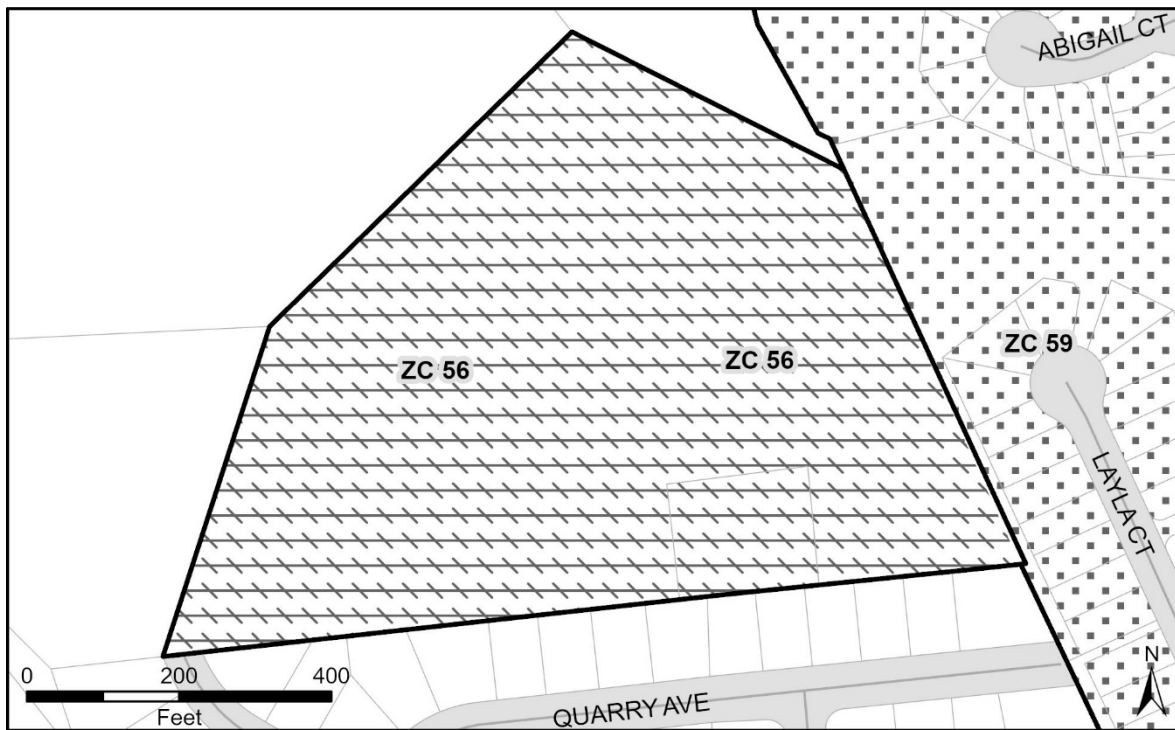 ABIGAIL CT
ZC 59
ZC 56
ZC 56
LAYLA CT
N
0 200 400
Feet
QUARRY AVE